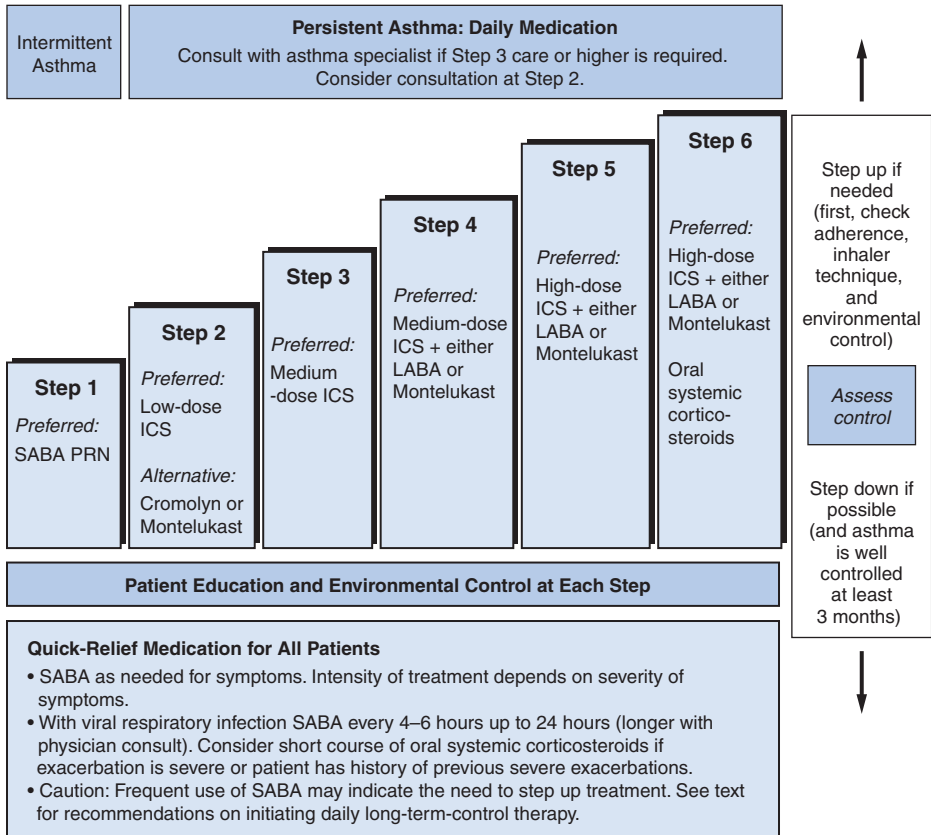 Intermittent
Asthma
Persistent Asthma: Daily Medication
Consult with asthma specialist if Step 3 care or higher is required.
Consider consultation at Step 2.
Step 1
Preferred:
SABA PRN
Step 2
Preferred:
Low-dose
ICS
Alternative:
Cromolyn or
Montelukast
Step 3
Preferred:
Medium
-dose ICS
Step 4
Preferred:
Medium-dose
ICS + either
LABA or
Montelukast
Step 5
Preferred:
High-dose
ICS + either
LABA or
Montelukast
Step 6
Preferred:
High-dose
ICS + either
LABA or
Montelukast
Oral
systemic
cortico-
steroids
Step up if
needed
(first, check
adherence,
inhaler
technique,
and
environmental
control)
Assess
control
Step down if
possible
(and asthma
is well
controlled
at least
3 months)
Patient Education and Environmental Control at Each Step
Quick-Relief Medication for All Patients
• SABA as needed for symptoms. Intensity of treatment depends on severity of
symptoms.
• With viral respiratory infection SABA every 4–6 hours up to 24 hours (longer with
physician consult). Consider short course of oral systemic corticosteroids if
exacerbation is severe or patient has history of previous severe exacerbations.
• Caution: Frequent use of SABA may indicate the need to step up treatment. See text
for recommendations on initiating daily long-term-control therapy.